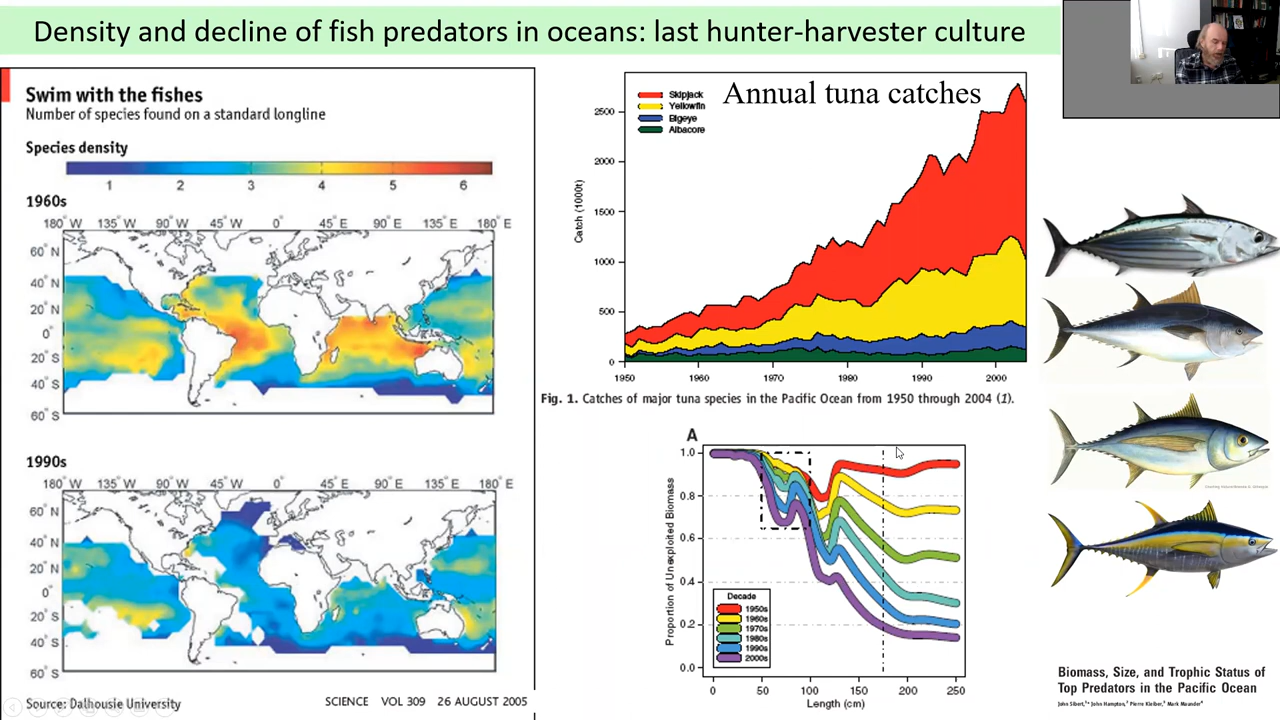 Density and decline of fish predators in oceans: last hunter-harvester culture
Swim with the fishes
Number of species found on a standard longline
Species density
1 2 3 4 5 6
1960s
180° W 135° W 90° W 45° W 0° 45° E 90° E 135° E 180° E
60° N
40° N
20° N
0°
20° S
40° S
60° S
1990s
180° W 135° W 90° W 45° W 0° 45° E 90° E 135° E 180° E
60° N
40° N
20° N
0°
20° S
40° S
60° S
Source: Dalhousie University
SCIENCE VOL 309 26 AUGUST 2005
Annual tuna catches
Skipjack
Yellowfin
Bigeye
Albacore
Catch (1000t)
2500
2000
1500
1000
500
0
1950 1960 1970 1980 1990 2000
Fig. 1. Catches of major tuna species in the Pacific Ocean from 1950 through 2004 (1).
A
Proportion of Unexploited Biomass
1.0
0.8
0.6
0.4
0.2
0.0
Decade
1950s
1960s
1970s
1980s
1990s
2000s
0 50 100 150 200 250
Length (cm)
Biomass, Size, and Trophic Status of
Top Predators in the Pacific Ocean
John Sibert,¹* John Hampton,² Pierre Kleiber,³ Mark Maunder⁴